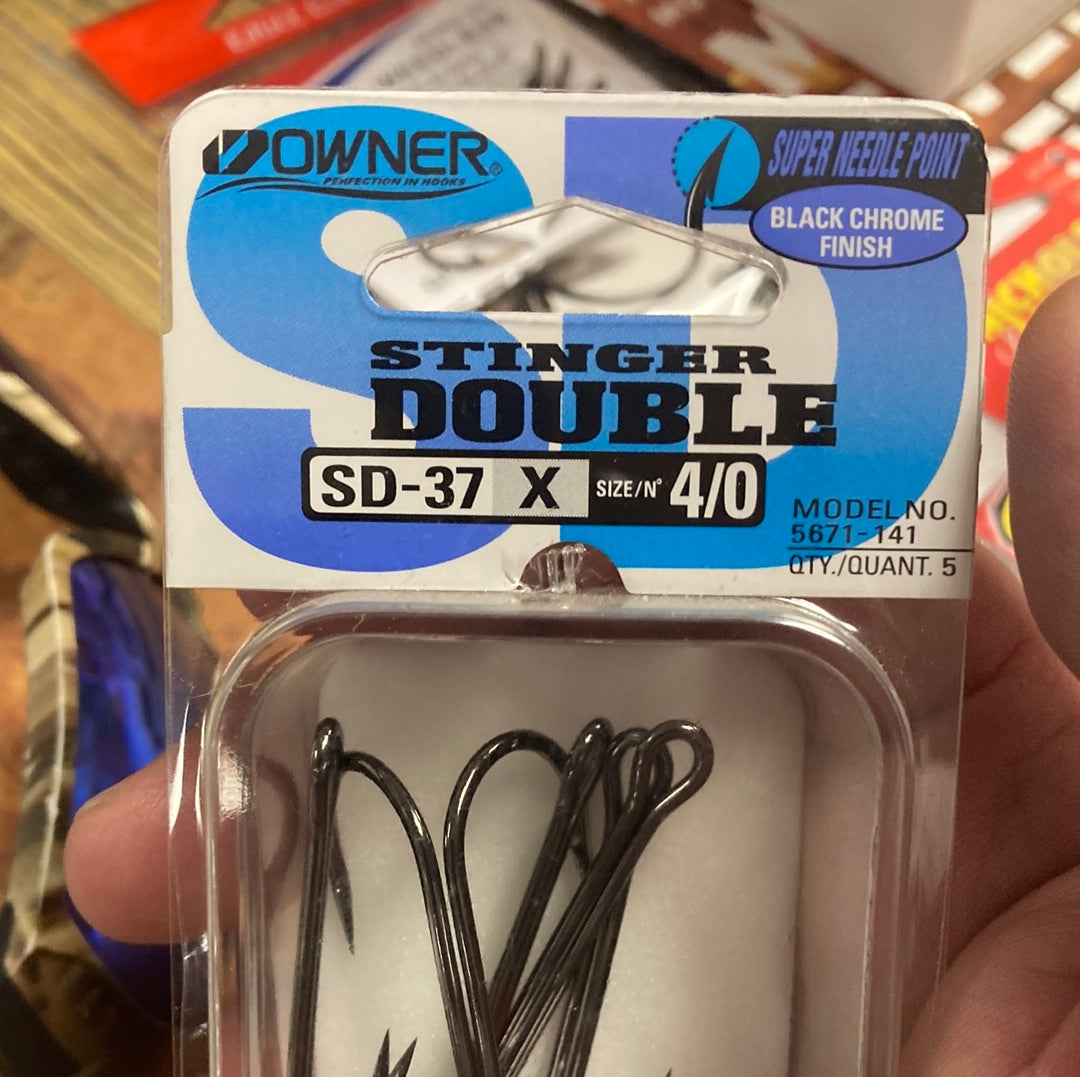 OWNER®
PERFECTION IN HOOKS
SUPER NEEDLE POINT
BLACK CHROME
FINISH
SD
STINGER
DOUBLE
SD-37 X SIZE/N° 4/0
MODEL NO.
5671-141
QTY./QUANT. 5